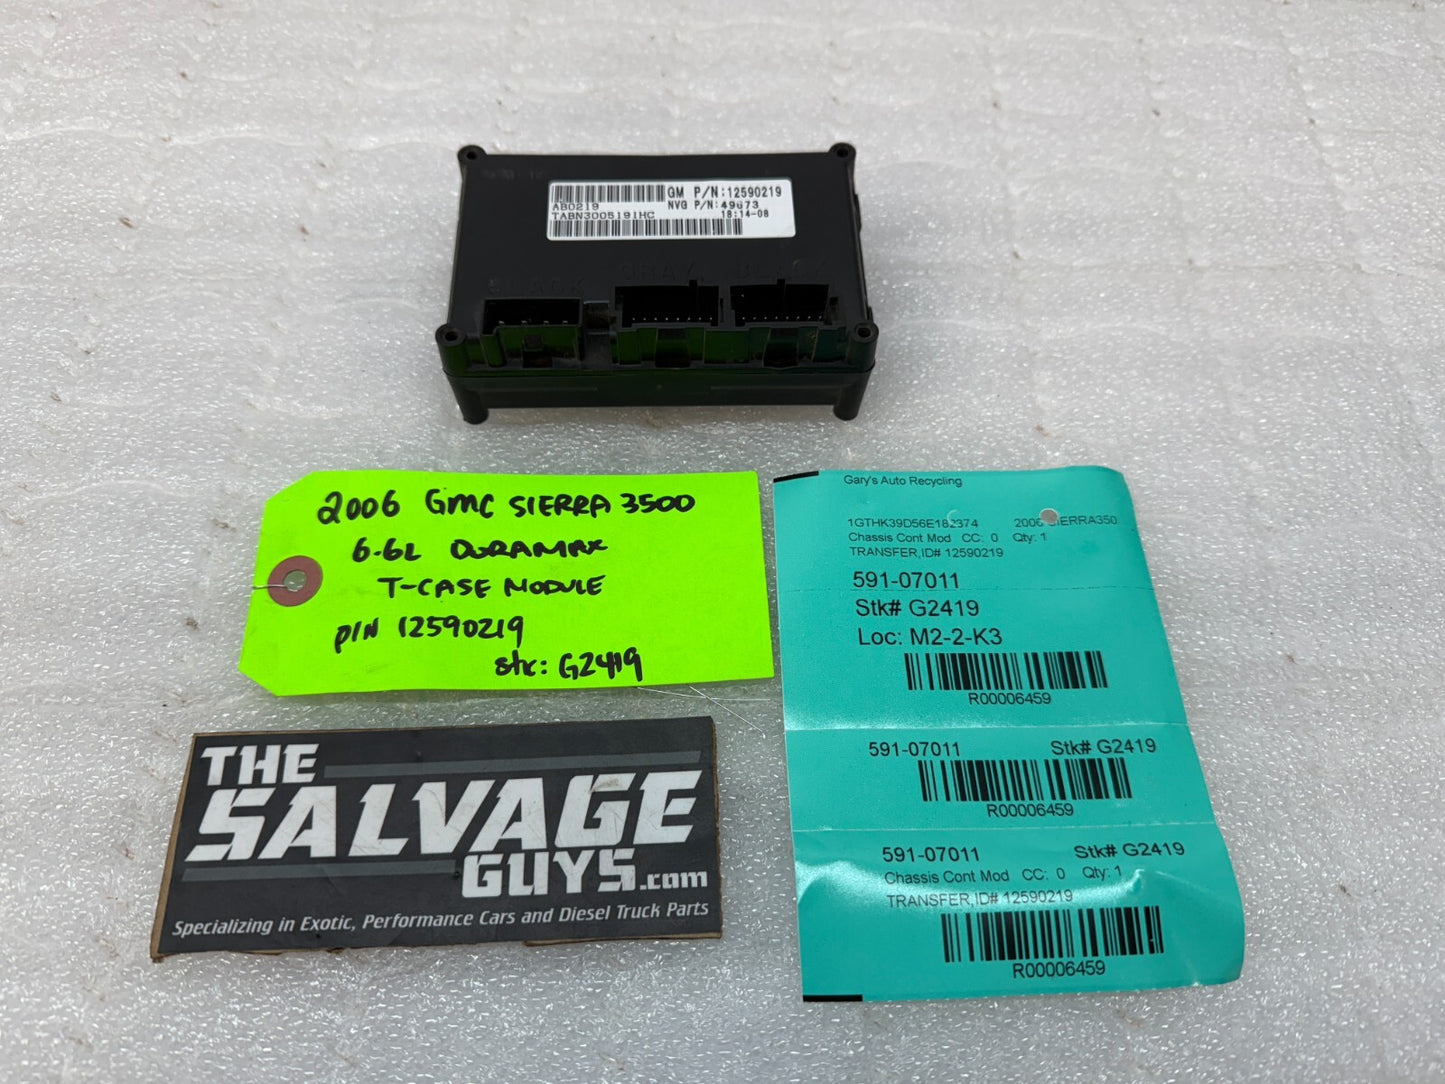 GM P/N:12590219
AB0219
NVG P/N:49673
TABN3005191HC
18:14-08
BLACK GRAY BLACK
2006 GMC SIERRA 3500
6.6L DURAMAX
T-CASE MODULE
P/N 12590219
stk: G2419
THE
SALVAGE
GUYS.com
Specializing in Exotic, Performance Cars and Diesel Truck Parts
Gary's Auto Recycling
1GTHK39D56E182374 2006 SIERRA350
Chassis Cont Mod CC: 0 Qty: 1
TRANSFER,ID# 12590219
591-07011
Stk# G2419
Loc: M2-2-K3
R00006459
591-07011 Stk# G2419
R00006459
591-07011 Stk# G2419
Chassis Cont Mod CC: 0 Qty: 1
TRANSFER,ID# 12590219
R00006459